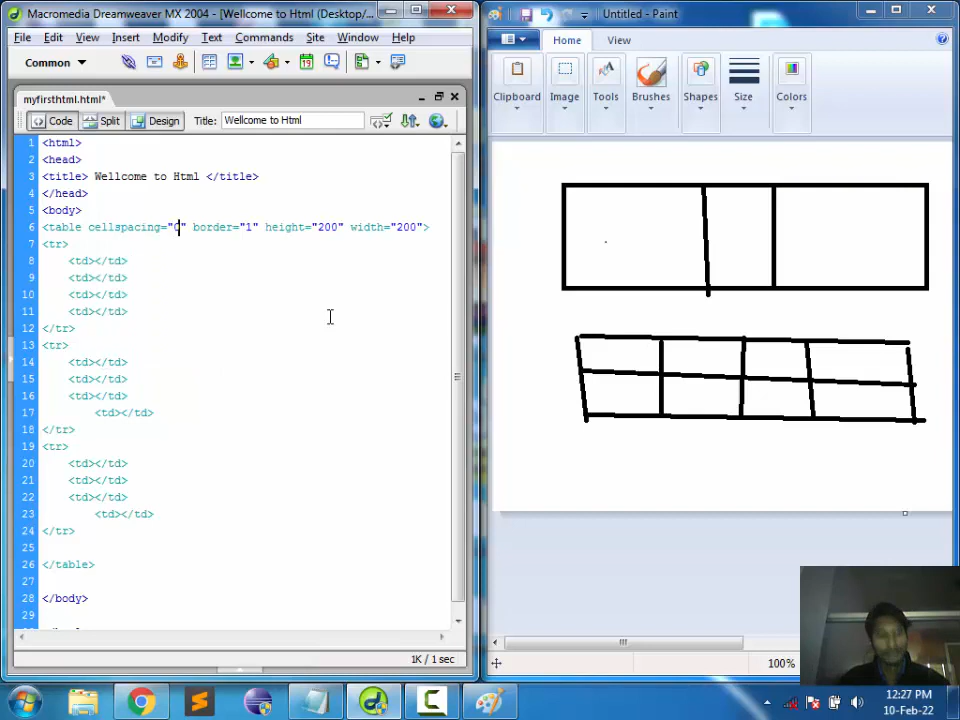 Macromedia Dreamweaver MX 2004 - [Wellcome to Html (Desktop/...
File Edit View Insert Modify Text Commands Site Window Help
Common
myfirsthtml.html*
Code Split Design Title: Wellcome to Html
1 <html>
2 <head>
3 <title> Wellcome to Html </title>
4 </head>
5 <body>
6 <table cellspacing="0" border="1" height="200" width="200">
7 <tr>
8 <td></td>
9 <td></td>
10 <td></td>
11 <td></td>
12 </tr>
13 <tr>
14 <td></td>
15 <td></td>
16 <td></td>
17 <td></td>
18 </tr>
19 <tr>
20 <td></td>
21 <td></td>
22 <td></td>
23 <td></td>
24 </tr>
25
26 </table>
27
28 </body>
29
1K / 1 sec
Untitled - Paint
Home View
Clipboard Image Tools Brushes Shapes Size Colors
100%
12:27 PM
10-Feb-22